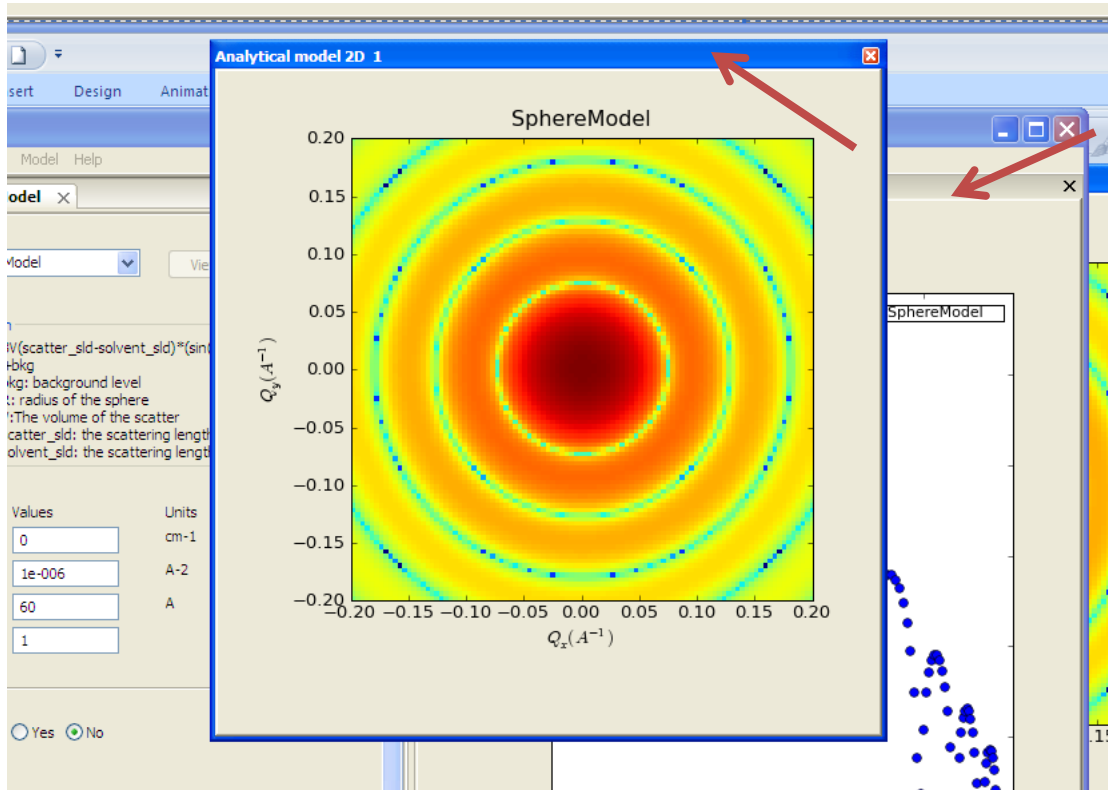 sert Design Animat
Model Help
odel
Analytical model 2D 1
SphereModel
0.20
0.15
0.10
0.05
0.00
−0.05
−0.10
−0.15
−0.20
Qy(A−1)
−0.20 −0.15 −0.10 −0.05 0.00 0.05 0.10 0.15 0.20
Qx(A−1)
Model
Vie
n
V(scatter_sld-solvent_sld)*(sin(
+bkg
kg: background level
: radius of the sphere
:The volume of the scatter
catter_sld: the scattering length
olvent_sld: the scattering length
Values Units
0 cm-1
1e-006 A-2
60 A
1
Yes No
SphereModel
.15